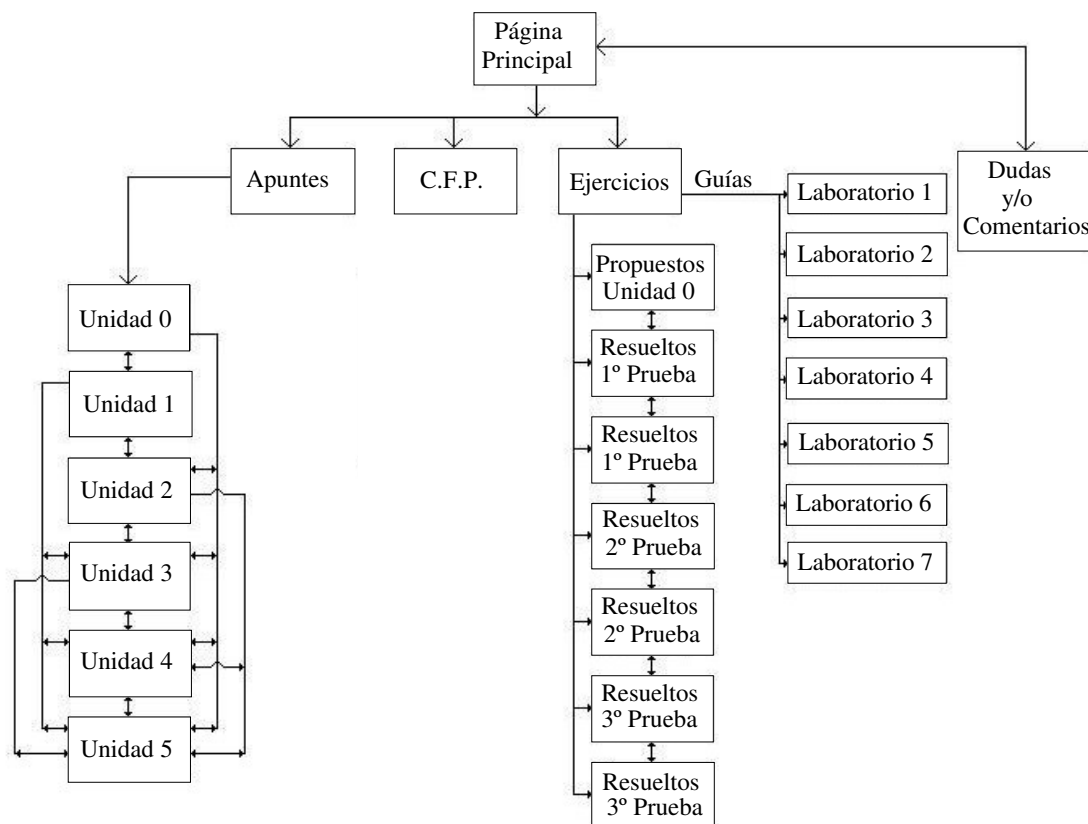 Página
Principal
Apuntes
C.F.P.
Ejercicios
Guías
Dudas
y/o
Comentarios
Unidad 0
Unidad 1
Unidad 2
Unidad 3
Unidad 4
Unidad 5
Propuestos
Unidad 0
Resueltos
1º Prueba
Resueltos
1º Prueba
Resueltos
2º Prueba
Resueltos
2º Prueba
Resueltos
3º Prueba
Resueltos
3º Prueba
Laboratorio 1
Laboratorio 2
Laboratorio 3
Laboratorio 4
Laboratorio 5
Laboratorio 6
Laboratorio 7